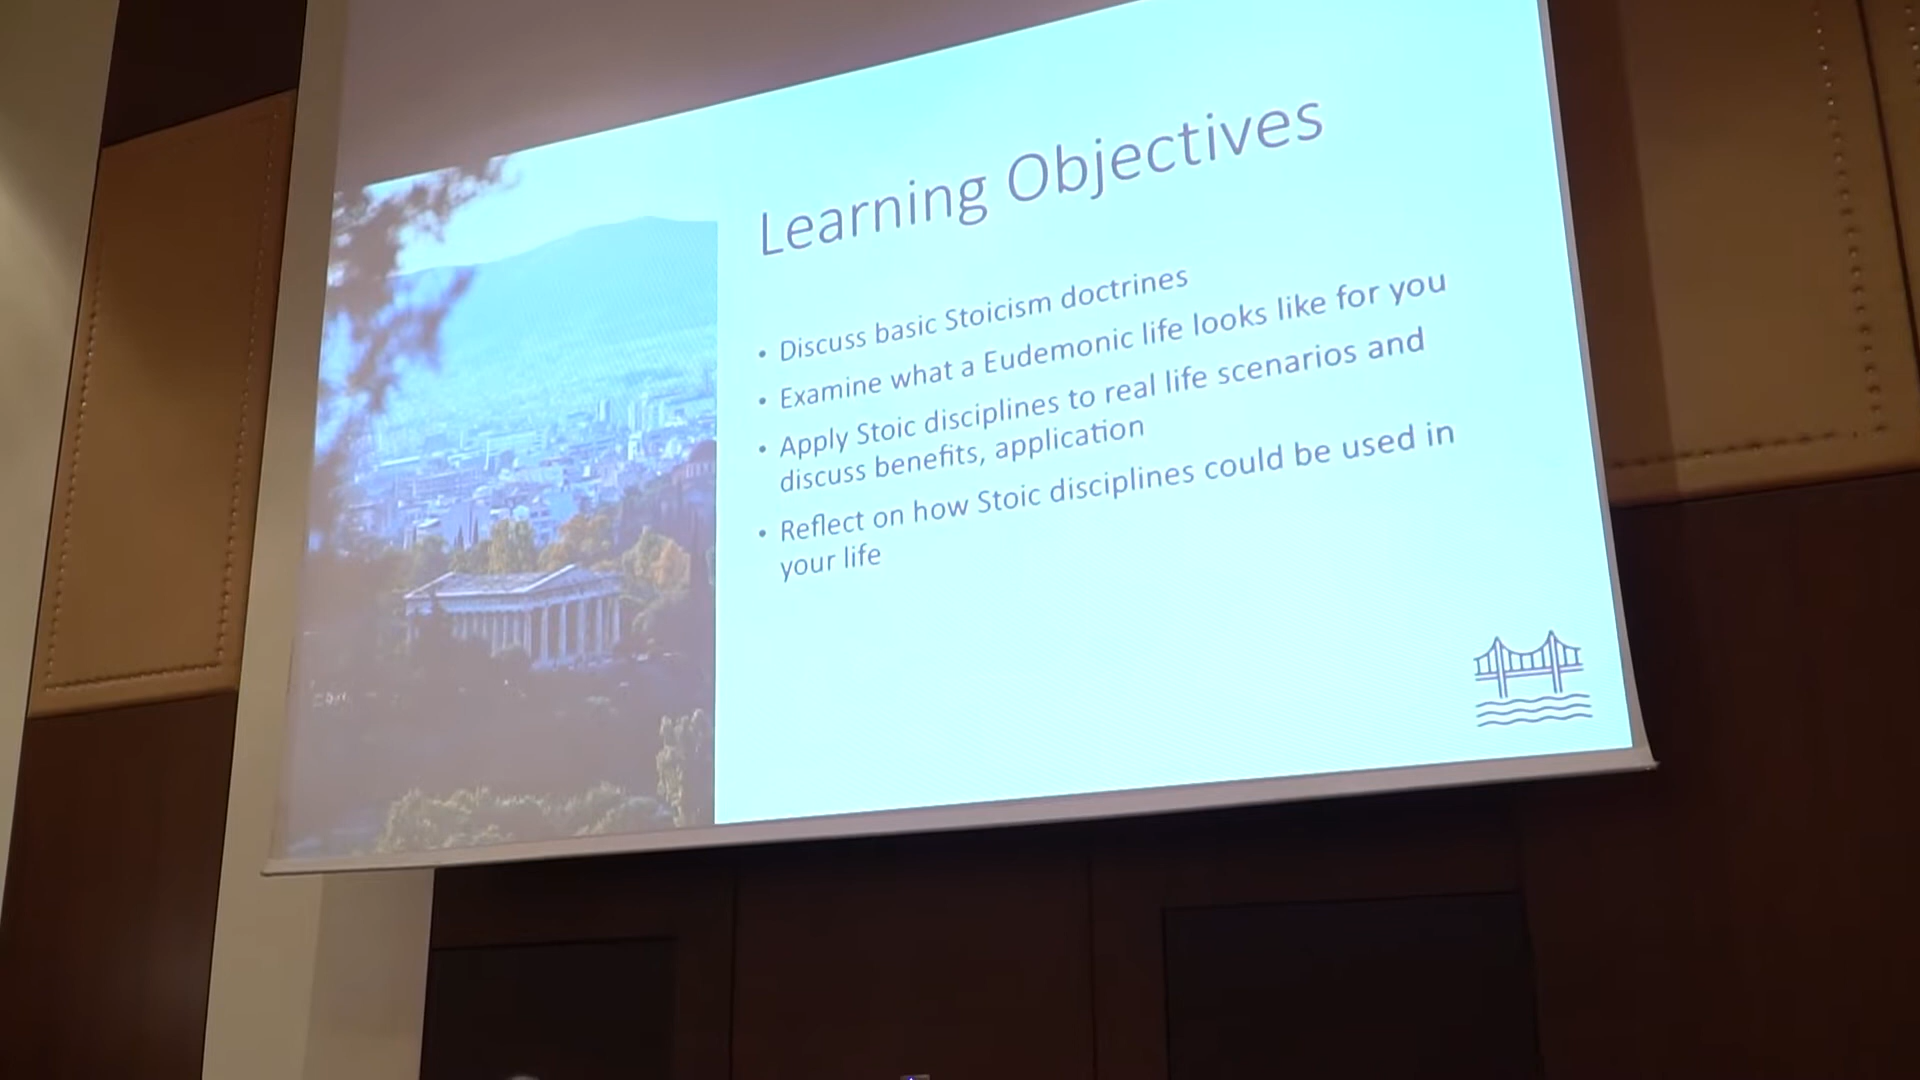 Learning Objectives
• Discuss basic Stoicism doctrines
• Examine what a Eudemonic life looks like for you
• Apply Stoic disciplines to real life scenarios and
discuss benefits, application
• Reflect on how Stoic disciplines could be used in
your life